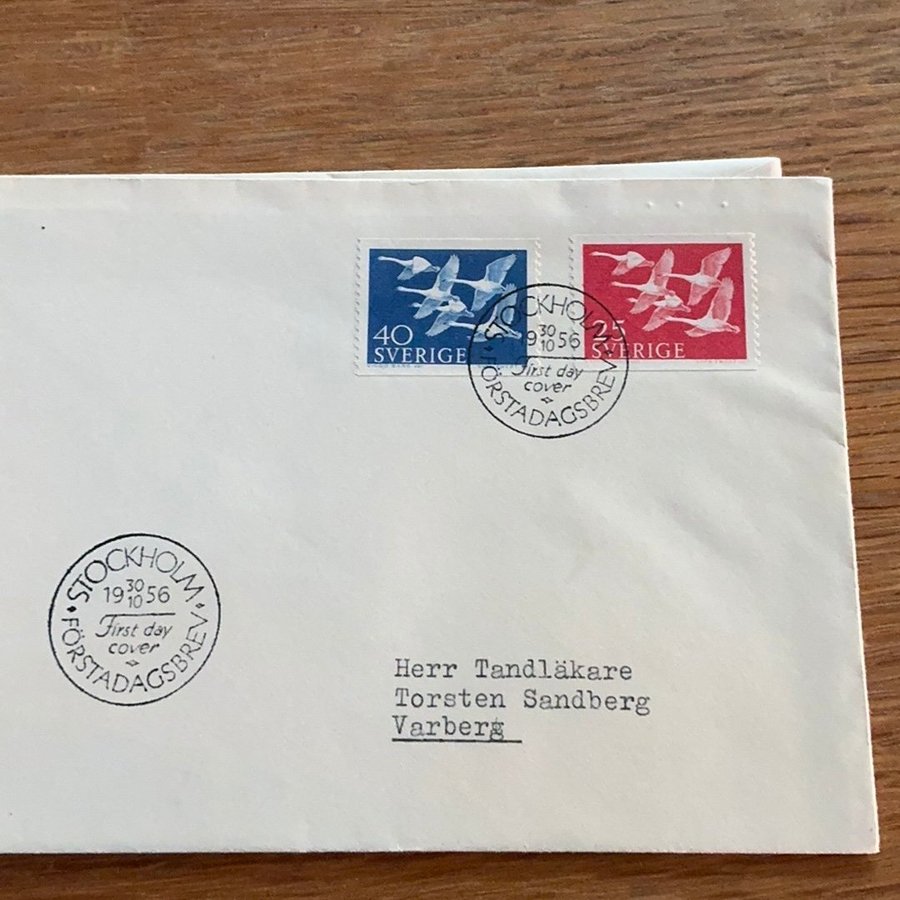 40
SVERIGE
25
SVERIGE
STOCKHOLM
19 30/10 56
First day
cover
FÖRSTADAGSBREV
STOCKHOLM
19 30/10 56
First day
cover
FÖRSTADAGSBREV
Herr Tandläkare
Torsten Sandberg
Varberg